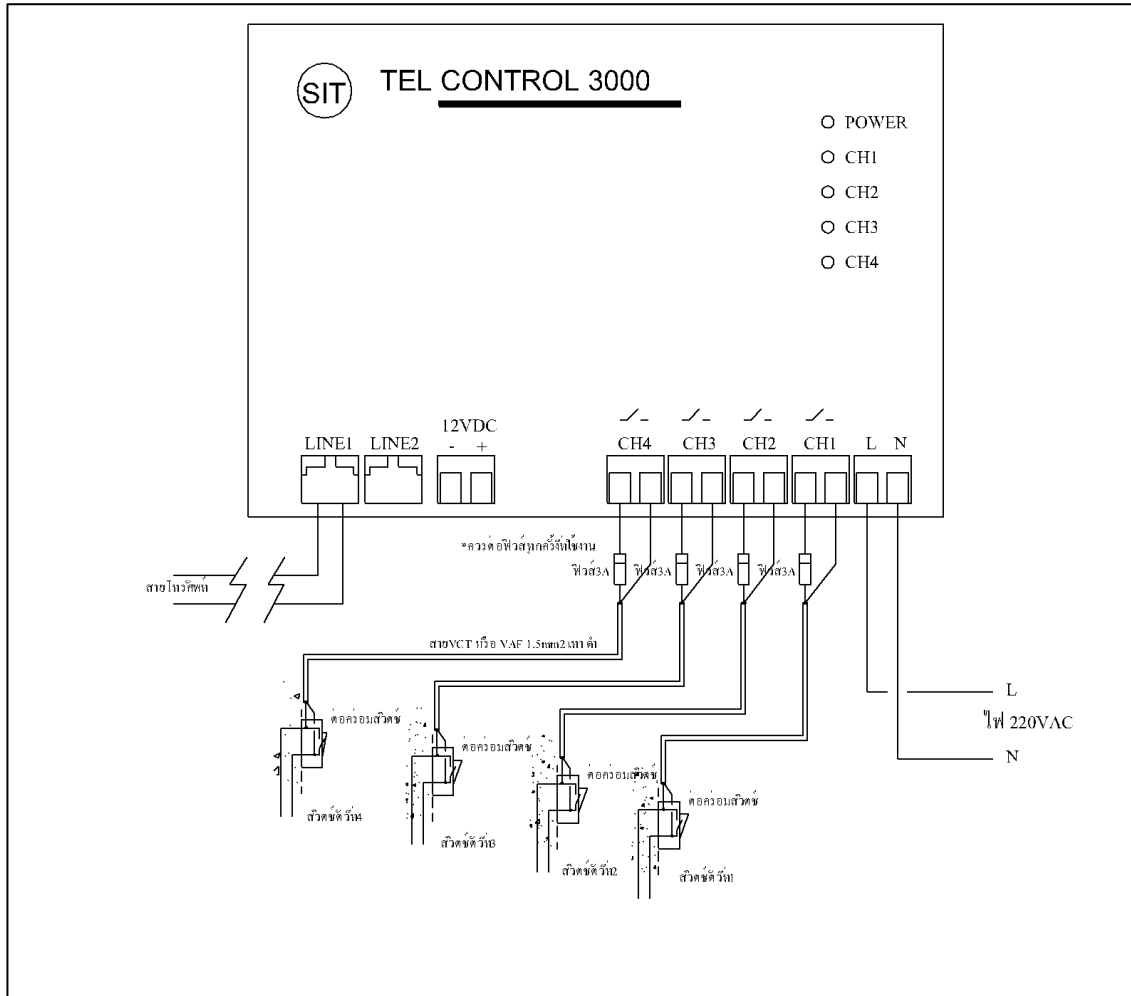 SIT
TEL CONTROL 3000
POWER
CH1
CH2
CH3
CH4
12VDC
- +
LINE1 LINE2
CH4 CH3 CH2 CH1 L N
*ควรต่อฟิวส์ทุกครั้งที่ใช้งาน
ฟิวส์3A ฟิวส์3A ฟิวส์3A ฟิวส์3A
สายโทรศัพท์
สายVCT หรือ VAF 1.5mm2 เทา ดำ
L
ไฟ 220VAC
N
ต่อคร่อมสวิตช์
ต่อคร่อมสวิตช์
ต่อคร่อมสวิตช์
ต่อคร่อมสวิตช์
สวิตช์ตัวที่4
สวิตช์ตัวที่3
สวิตช์ตัวที่2
สวิตช์ตัวที่1